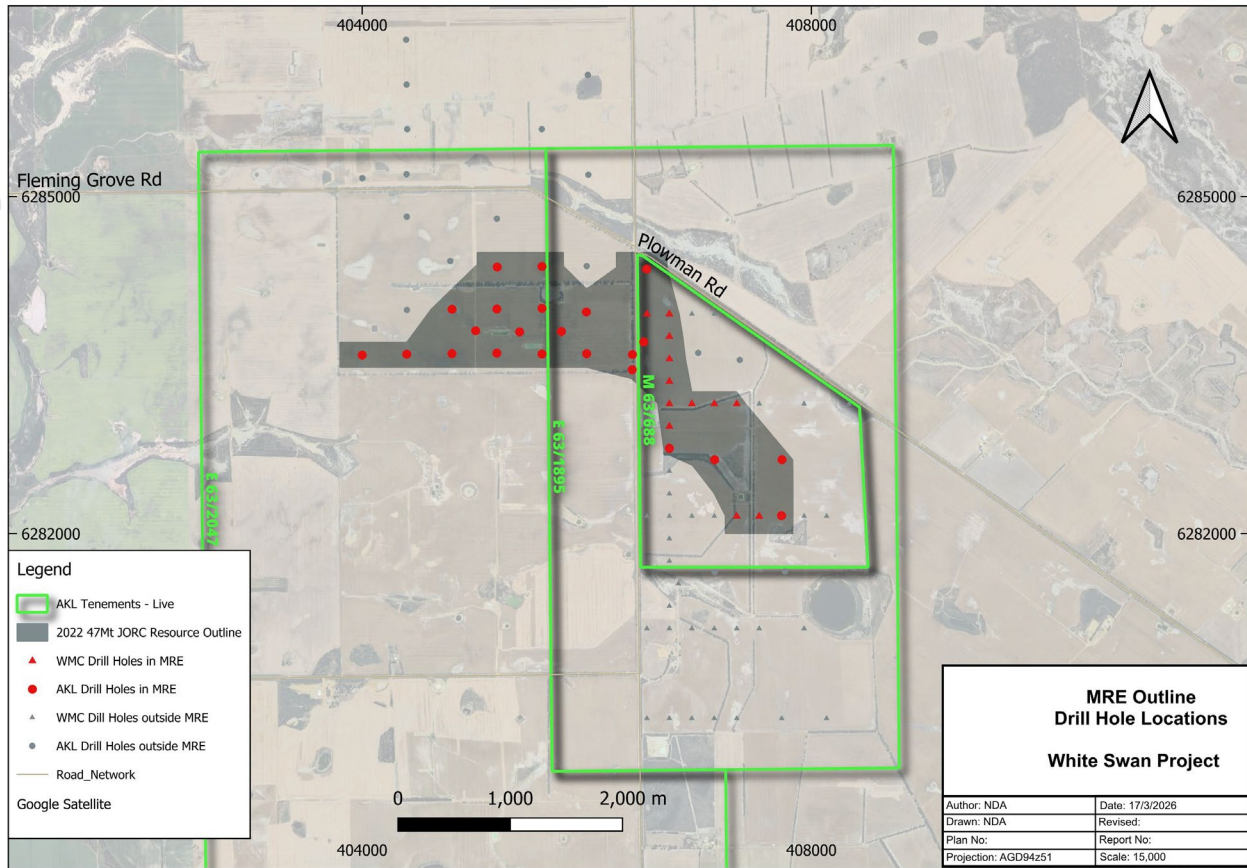 404000
408000
Fleming Grove Rd
6285000
6285000
Plowman Rd
M 63/688
E 63/1895
E 63/2047
6282000
6282000
Legend
AKL Tenements - Live
2022 47Mt JORC Resource Outline
WMC Drill Holes in MRE
AKL Drill Holes in MRE
WMC Dill Holes outside MRE
AKL Drill Holes outside MRE
Road_Network
Google Satellite
0 1,000 2,000 m
404000
408000
MRE Outline
Drill Hole Locations
White Swan Project
Author: NDA
Date: 17/3/2026
Drawn: NDA
Revised:
Plan No:
Report No:
Projection: AGD94z51
Scale: 15,000